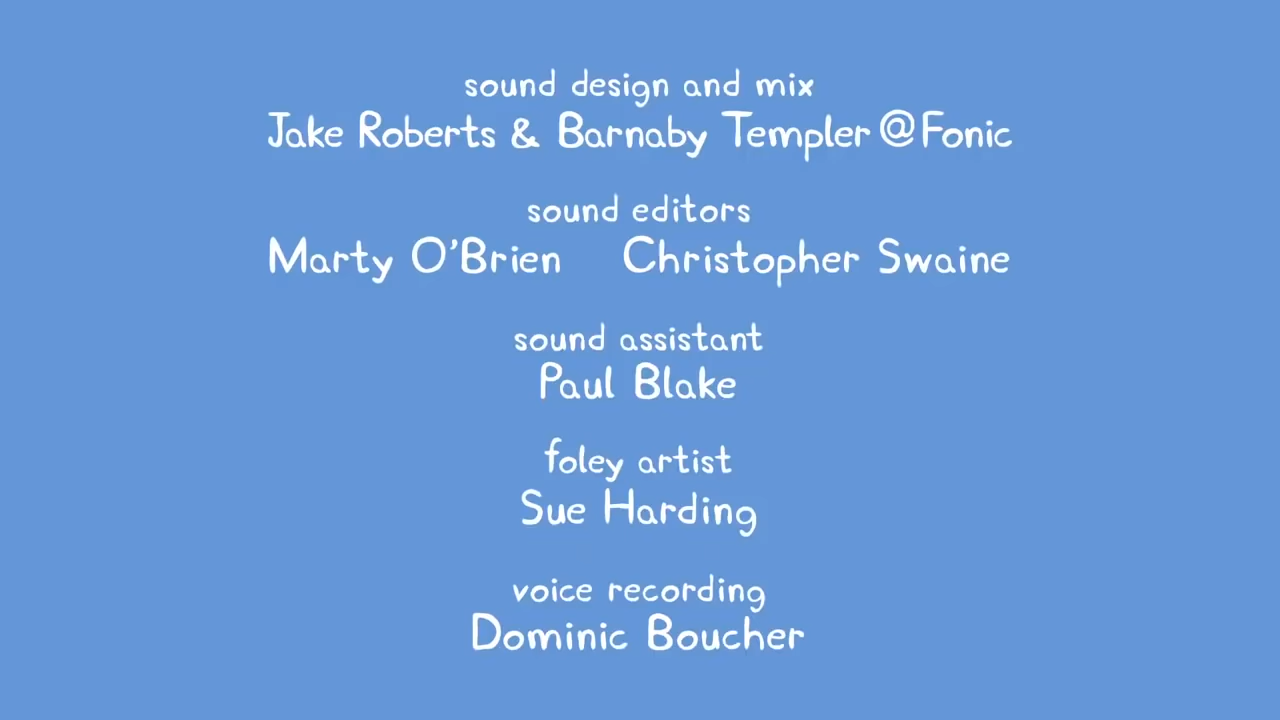 sound design and mix
Jake Roberts & Barnaby Templer @ Fonic
sound editors
Marty O'Brien Christopher Swaine
sound assistant
Paul Blake
foley artist
Sue Harding
voice recording
Dominic Boucher